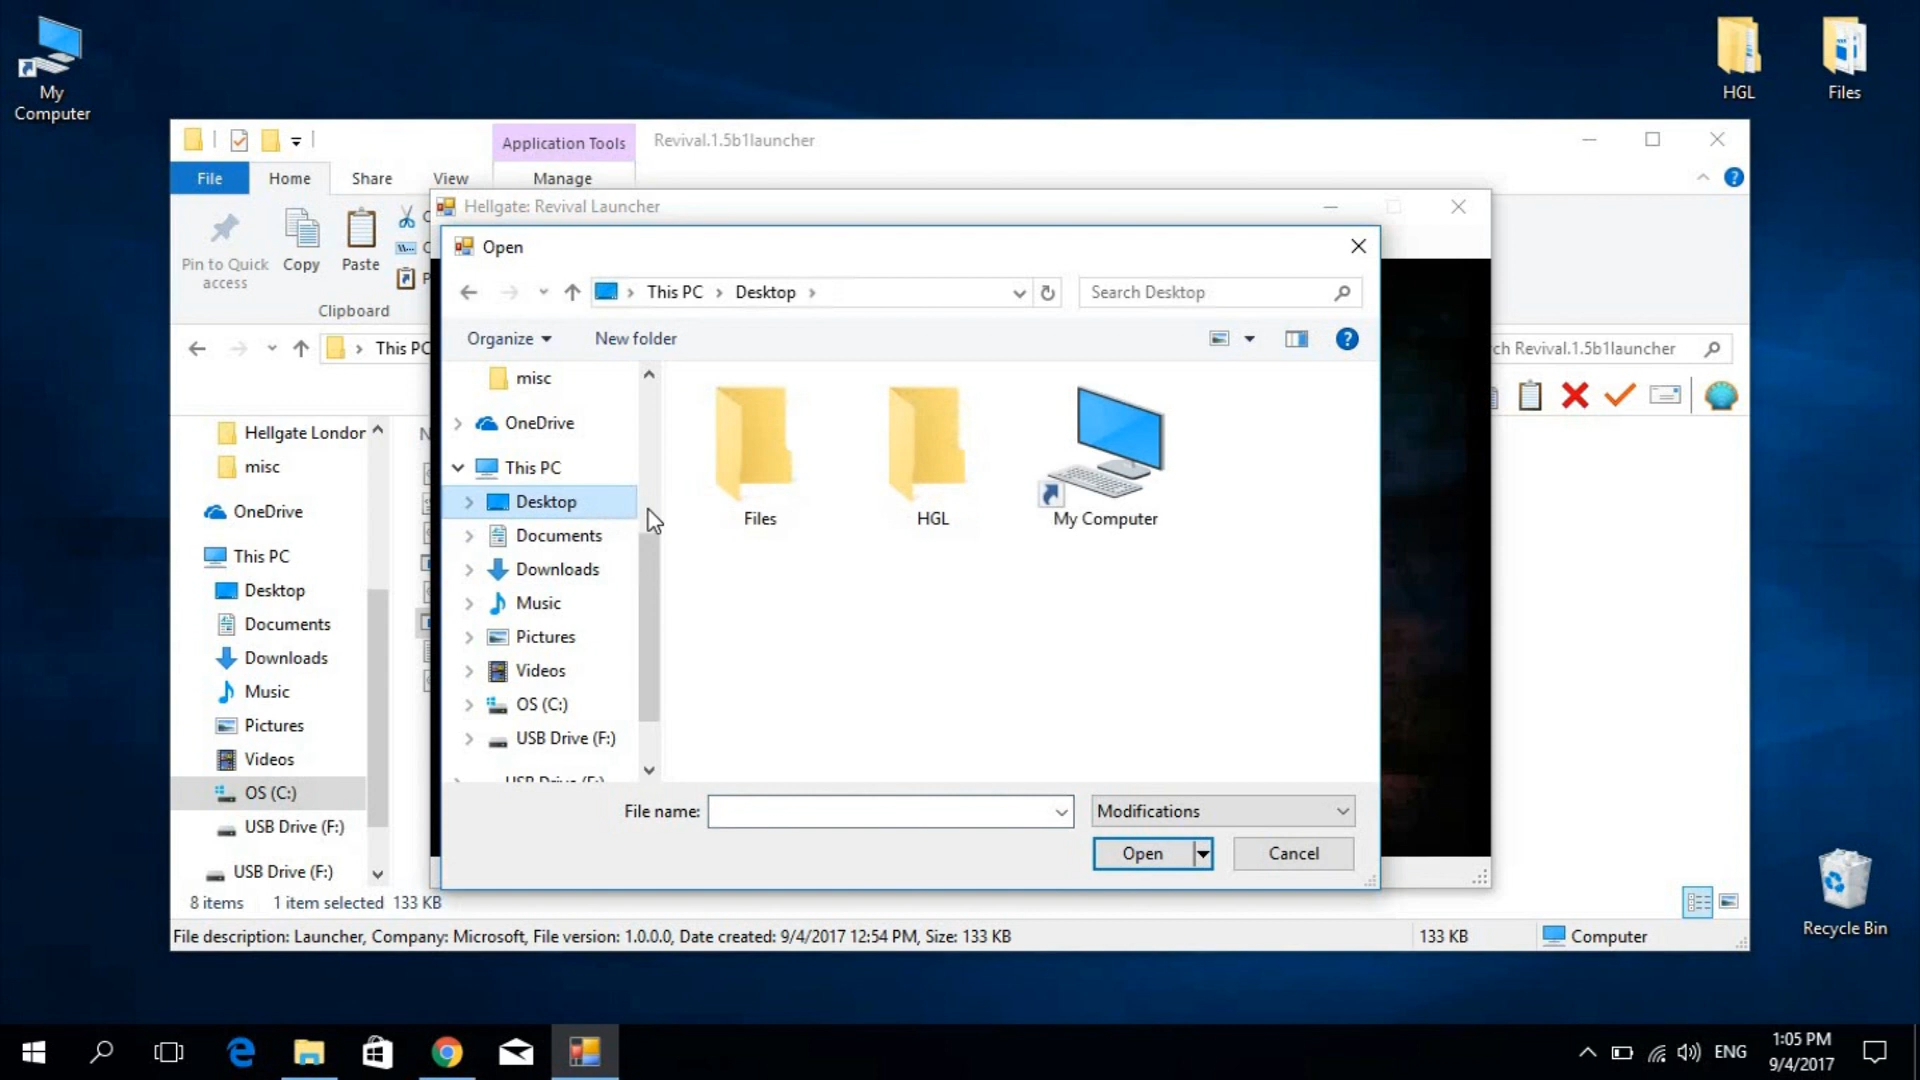 My
Computer
HGL
Files
Application Tools
Revival.1.5b1launcher
File
Home
Share
View
Manage
Pin to Quick
access
Copy
Paste
Clipboard
This PC
ch Revival.1.5b1launcher
Hellgate London
misc
OneDrive
This PC
Desktop
Documents
Downloads
Music
Pictures
Videos
OS (C:)
USB Drive (F:)
USB Drive (F:)
8 items
1 item selected 133 KB
File description: Launcher, Company: Microsoft, File version: 1.0.0.0, Date created: 9/4/2017 12:54 PM, Size: 133 KB
133 KB
Computer
Hellgate: Revival Launcher
Open
This PC
Desktop
Search Desktop
Organize
New folder
misc
OneDrive
This PC
Desktop
Documents
Downloads
Music
Pictures
Videos
OS (C:)
USB Drive (F:)
USB Drive (F:)
Files
HGL
My Computer
File name:
Modifications
Open
Cancel
Recycle Bin
ENG
1:05 PM
9/4/2017